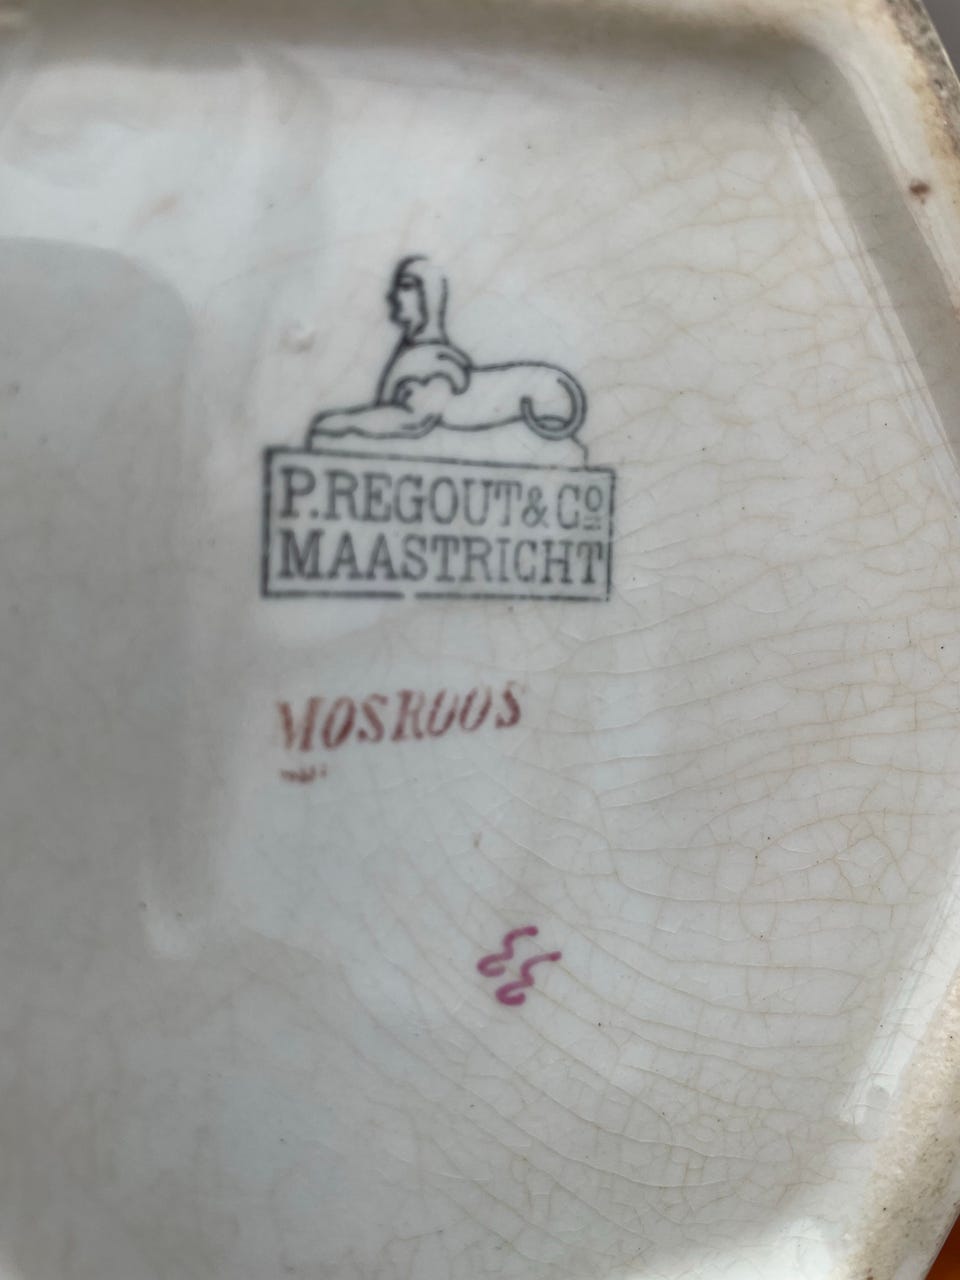 P.REGOUT & Cº
MAASTRICHT
MOSROOS